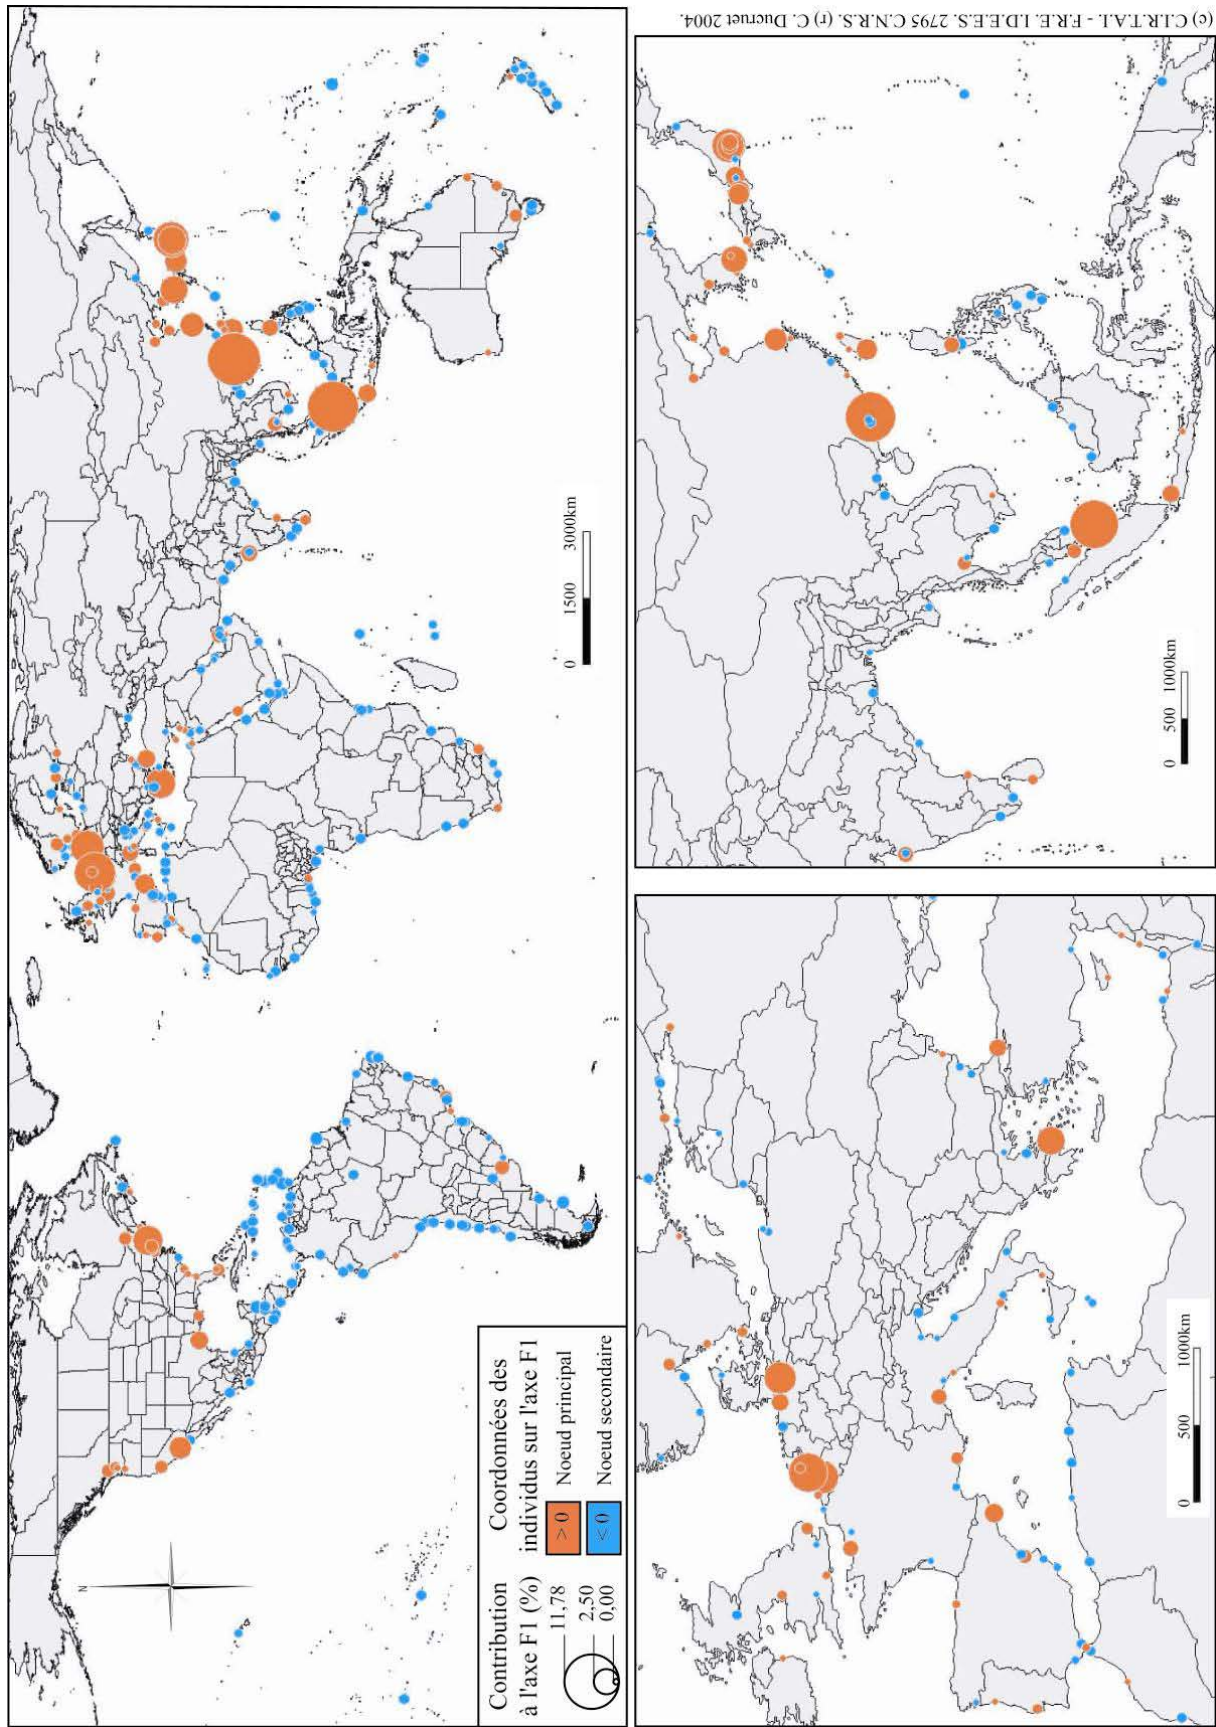 N
Contribution
à l'axe F1 (%)
11,78
2,50
0,00
Coordonnées des
individus sur l'axe F1
> 0
Noeud principal
< 0
Noeud secondaire
0
1500
3000km
0
500
1000km
0
500
1000km
(c) C.I.R.T.A.I. - F.R.E. I.D.E.E.S. 2795 C.N.R.S. (r) C. Ducruet 2004.